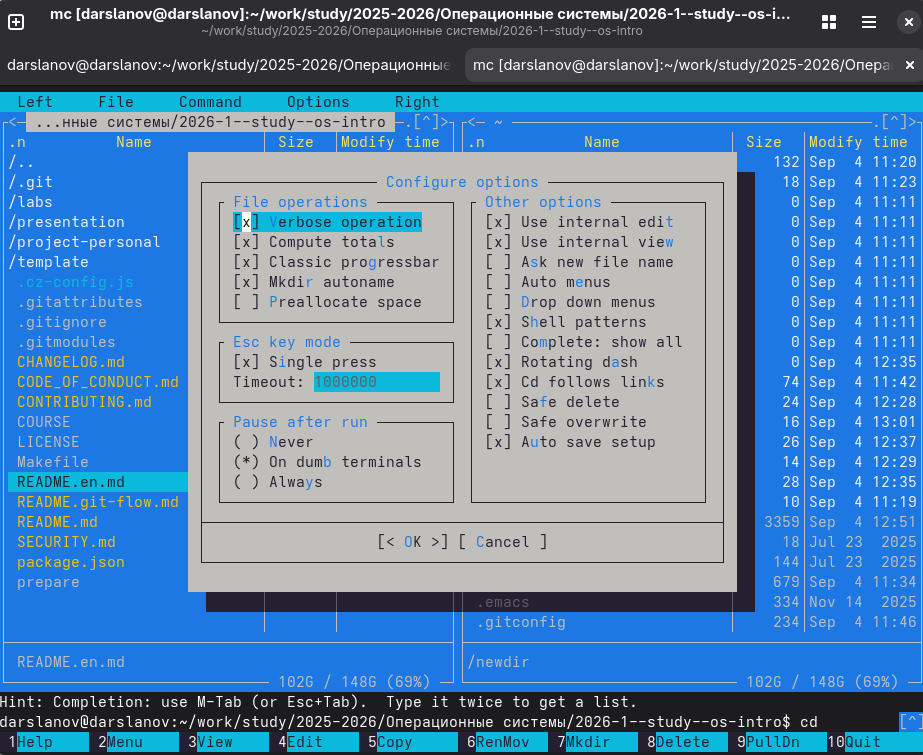 mc [darslanov@darslanov]:~/work/study/2025-2026/Операционные системы/2026-1--study--os-i...
~/work/study/2025-2026/Операционные системы/2026-1--study--os-intro
darslanov@darslanov:~/work/study/2025-2026/Операционные mc [darslanov@darslanov]:~/work/study/2025-2026/Опера
Left File Command Options Right
<─ ...нные системы/2026-1--study--os-intro ─.[^]> <─ ~ ─.[^]>
.n Name Size Modify time .n Name Size Modify time
/.. 132 Sep 4 11:20
Configure options
/.git 18 Sep 4 11:23
/labs File operations Other options 0 Sep 4 11:11
/presentation [x] Verbose operation [x] Use internal edit 0 Sep 4 11:11
/project-personal [x] Compute totals [x] Use internal view 0 Sep 4 11:11
/template [x] Classic progressbar [ ] Ask new file name 0 Sep 4 11:11
.cz-config.js [x] Mkdir autoname [ ] Auto menus 0 Sep 4 11:11
.gitattributes [ ] Preallocate space [ ] Drop down menus 0 Sep 4 11:11
.gitignore [x] Shell patterns 0 Sep 4 11:11
.gitmodules Esc key mode [ ] Complete: show all 0 Sep 4 11:11
CHANGELOG.md [x] Single press [x] Rotating dash 0 Sep 4 12:35
CODE_OF_CONDUCT.md Timeout: 1000000 [x] Cd follows links 74 Sep 4 11:42
CONTRIBUTING.md [ ] Safe delete 24 Sep 4 12:28
COURSE Pause after run [ ] Safe overwrite 16 Sep 4 13:01
LICENSE ( ) Never [x] Auto save setup 26 Sep 4 12:37
Makefile (*) On dumb terminals 14 Sep 4 12:29
README.en.md ( ) Always 28 Sep 4 12:35
README.git-flow.md 10 Sep 4 11:19
README.md 3359 Sep 4 12:51
SECURITY.md [< OK >] [ Cancel ] 18 Jul 23 2025
package.json 144 Jul 23 2025
prepare 679 Sep 4 11:34
.emacs 334 Nov 14 2025
.gitconfig 234 Sep 4 11:46
README.en.md /newdir
102G / 148G (69%) 102G / 148G (69%)
Hint: Completion: use M-Tab (or Esc+Tab). Type it twice to get a list.
darslanov@darslanov:~/work/study/2025-2026/Операционные системы/2026-1--study--os-intro$ cd [^]
1Help 2Menu 3View 4Edit 5Copy 6RenMov 7Mkdir 8Delete 9PullDn 10Quit